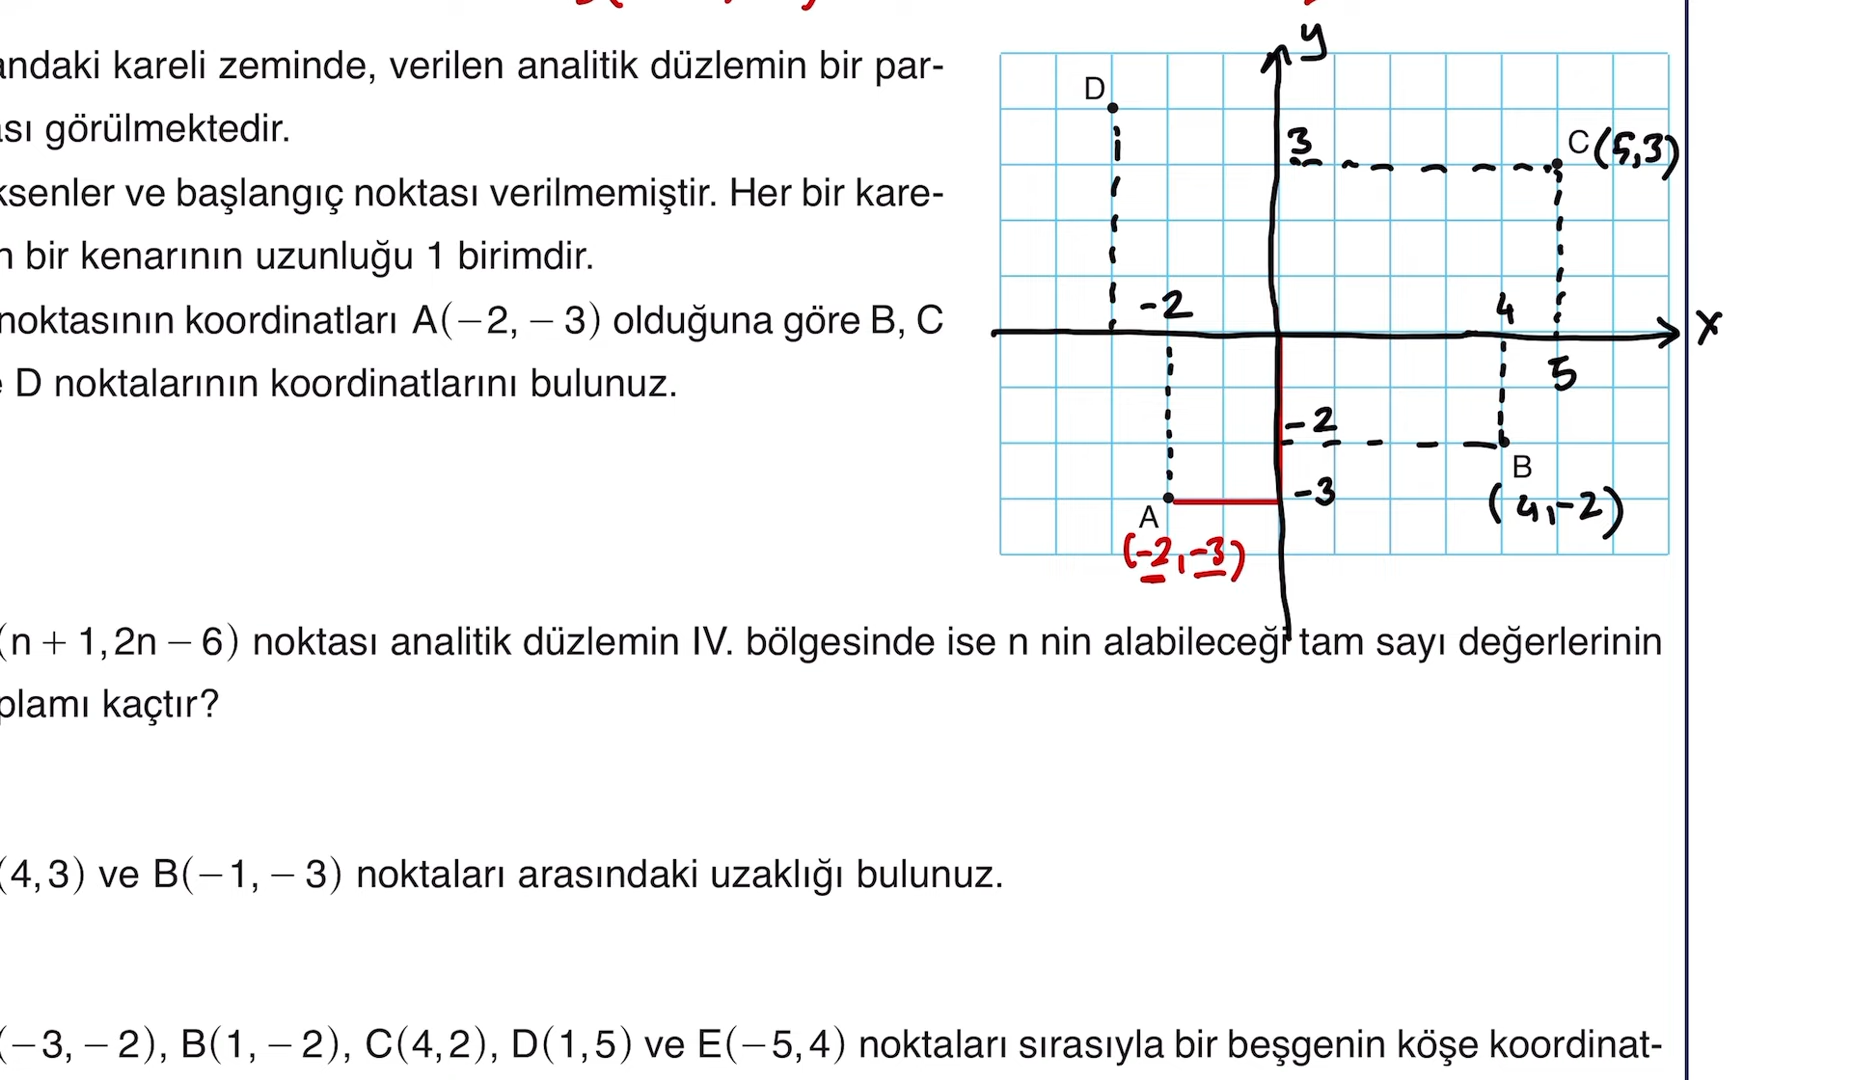 andaki kareli zeminde, verilen analitik düzlemin bir par-
ası görülmektedir.
ksenler ve başlangıç noktası verilmemiştir. Her bir kare-
n bir kenarının uzunluğu 1 birimdir.
noktasının koordinatları A(−2, − 3) olduğuna göre B, C
e D noktalarının koordinatlarını bulunuz.
y
D
3
C (5,3)
-2
4
x
5
-2
B
-3
A
(4,-2)
(-2,-3)
(n + 1, 2n − 6) noktası analitik düzlemin IV. bölgesinde ise n nin alabileceği tam sayı değerlerinin
plamı kaçtır?
(4, 3) ve B(−1, − 3) noktaları arasındaki uzaklığı bulunuz.
(−3, − 2), B(1, − 2), C(4, 2), D(1, 5) ve E(−5, 4) noktaları sırasıyla bir beşgenin köşe koordinat-